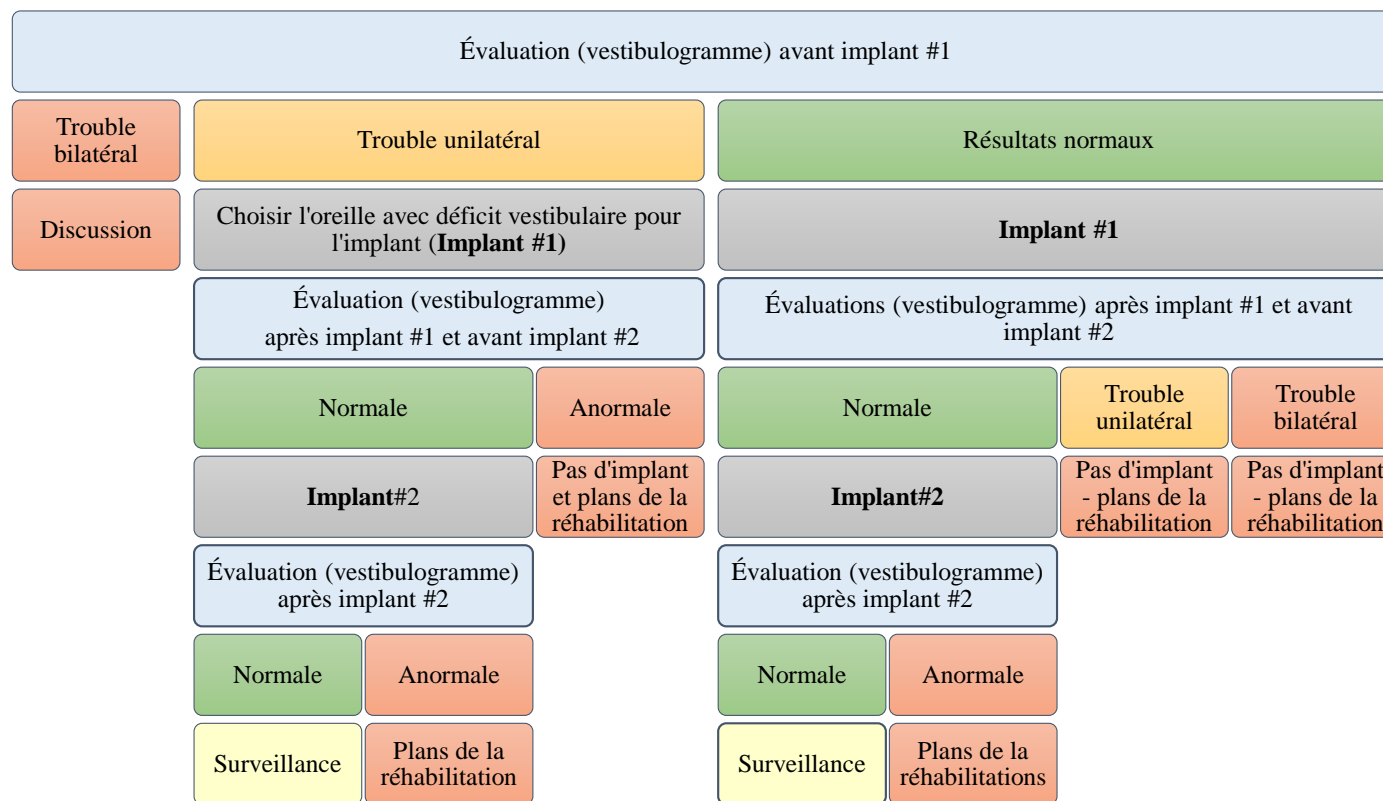 Évaluation (vestibulogramme) avant implant #1
Trouble
bilatéral
Trouble unilatéral
Résultats normaux
Discussion
Choisir l'oreille avec déficit vestibulaire pour
l'implant (Implant #1)
Implant #1
Évaluation (vestibulogramme)
après implant #1 et avant implant #2
Évaluations (vestibulogramme) après implant #1 et avant
implant #2
Normale
Anormale
Normale
Trouble
unilatéral
Trouble
bilatéral
Implant#2
Pas d'implant
et plans de la
réhabilitation
Implant#2
Pas d'implant
- plans de la
réhabilitation
Pas d'implant
- plans de la
réhabilitation
Évaluation (vestibulogramme)
après implant #2
Évaluation (vestibulogramme)
après implant #2
Normale
Anormale
Normale
Anormale
Surveillance
Plans de la
réhabilitation
Surveillance
Plans de la
réhabilitations